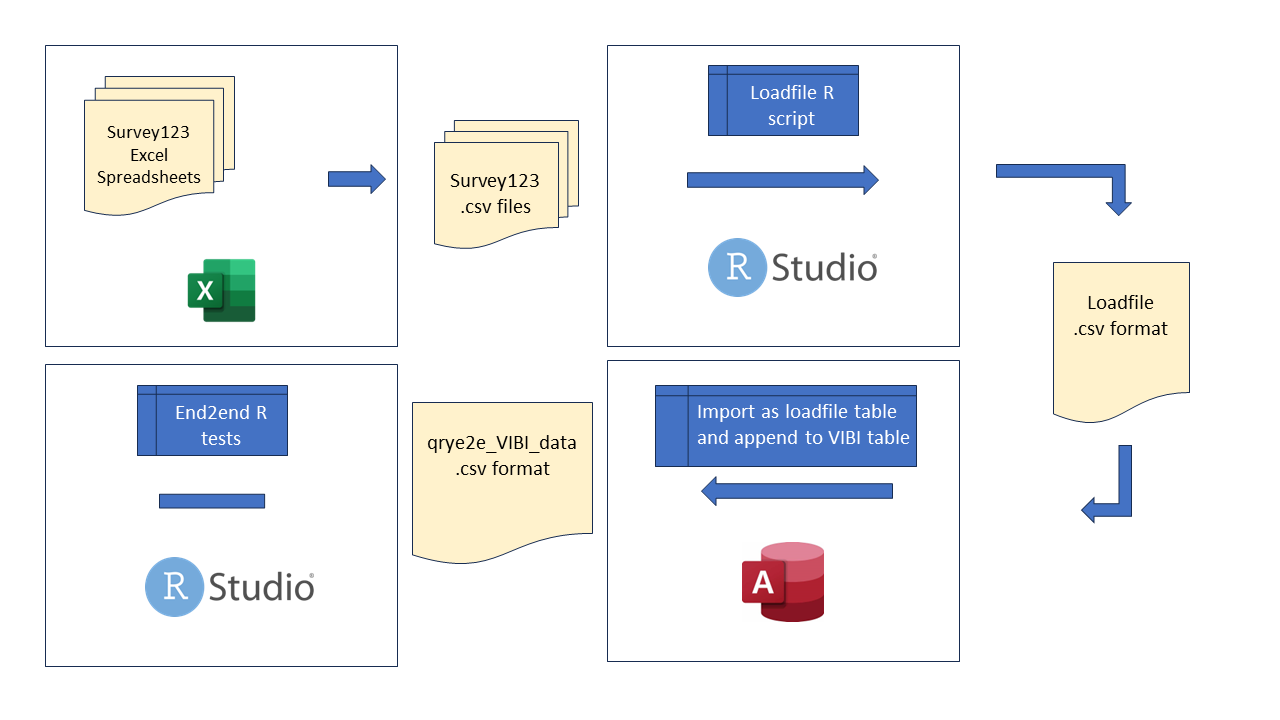 Survey123
Excel
Spreadsheets
X
Survey123
.csv files
Loadfile R
script
R Studio®
Loadfile
.csv format
End2end R
tests
R Studio®
qrye2e_VIBI_data
.csv format
Import as loadfile table
and append to VIBI table
A